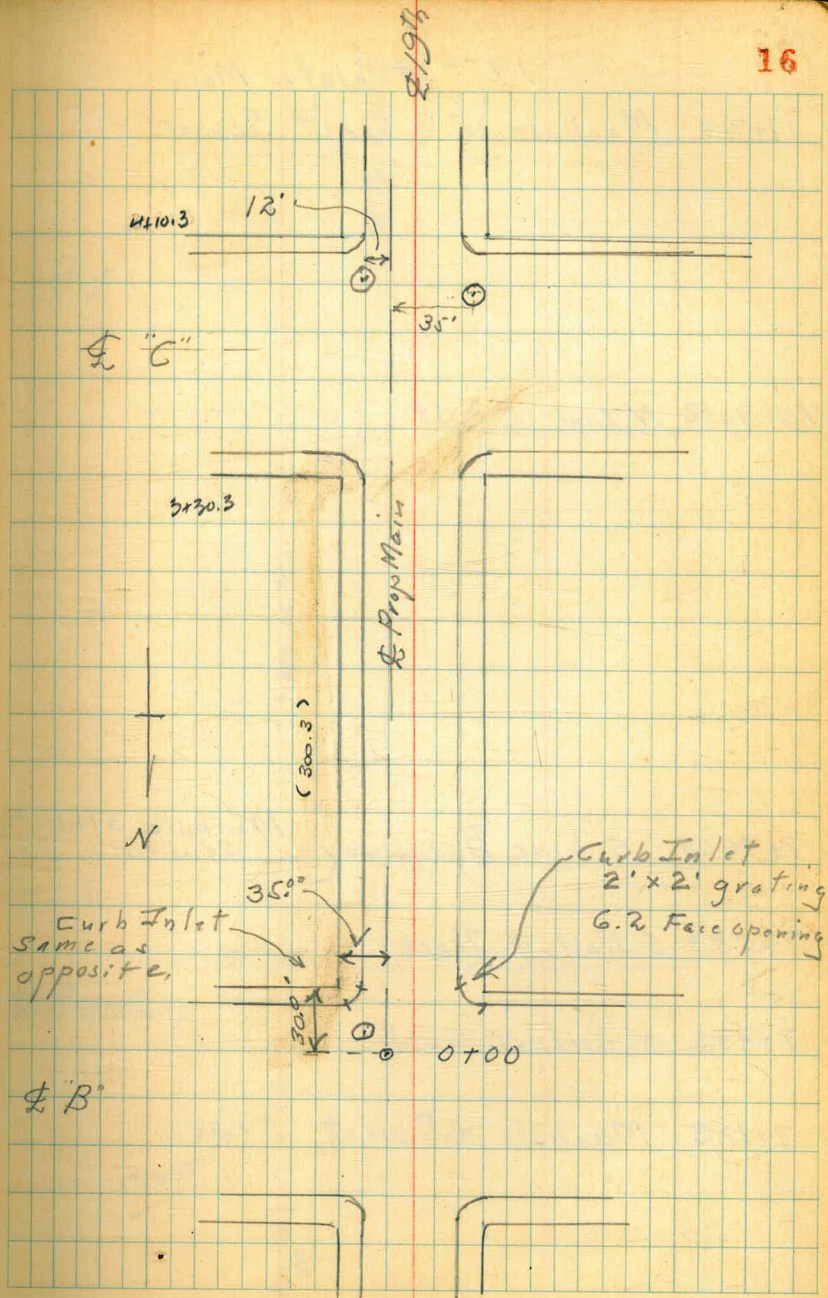 16
℄ 19th
12'
4+10.3
35'
℄ "C"
3+30.3
℄ Prop Main
(300.3)
N
Curb Inlet
2' x 2' grating
6.2 Face opening
35.00
Curb Inlet
Same as
opposite.
30.0'
0+00
℄ "B"